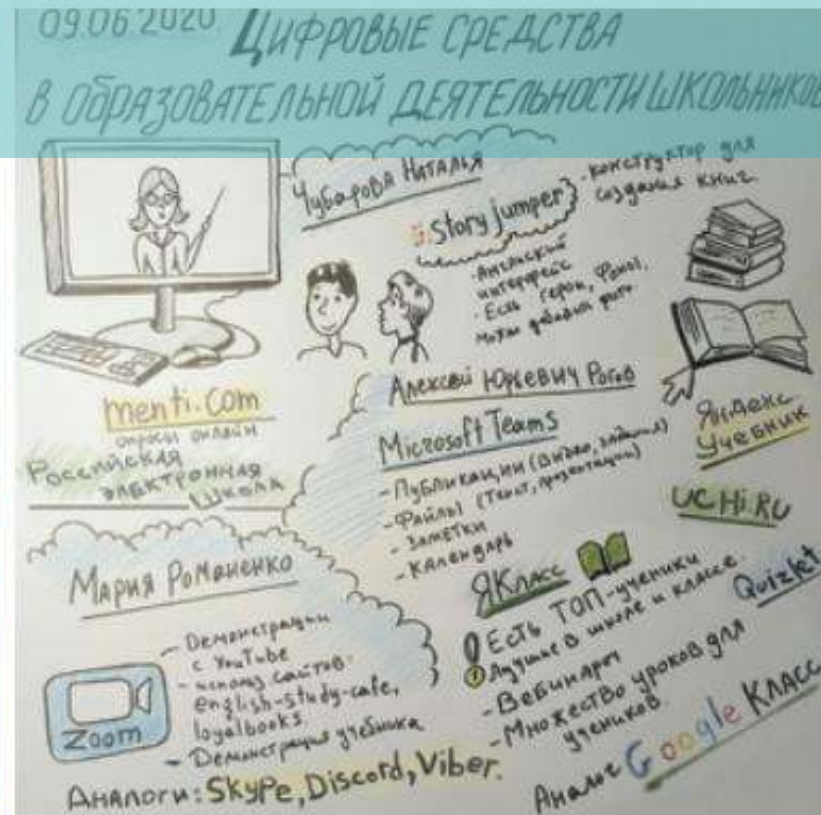 09.06.2020
ЦИФРОВЫЕ СРЕДСТВА
В ОБРАЗОВАТЕЛЬНОЙ ДЕЯТЕЛЬНОСТИ ШКОЛЬНИКОВ
Чубарова Наталья
Storyjumper
- конструктор для
создания книг
- Английский
интерфейс
- Есть герои, фоны,
можно добавить фото
menti.com
опросы онлайн
РОССИЙСКАЯ
ЭЛЕКТРОННАЯ
ШКОЛА
Алексей Юрьевич Рогов
Microsoft Teams
- Публикации (видео, задания)
- Файлы (текст, презентации)
- Заметки
- Календарь
Яндекс
Учебник
UCHi.RU
Мария Романенко
Zoom
- Демонстрации
с YouTube
- использ сайтов:
english-study-cafe,
loyalbooks
- Демонстрация учебника
Аналоги: Skype, Discord, Viber.
ЯКласс
Есть ТОП-ученики
Лучшие в школе и классе.
- Вебинары
- Множество уроков для
учеников.
Quizlet
Аналог Google Класс